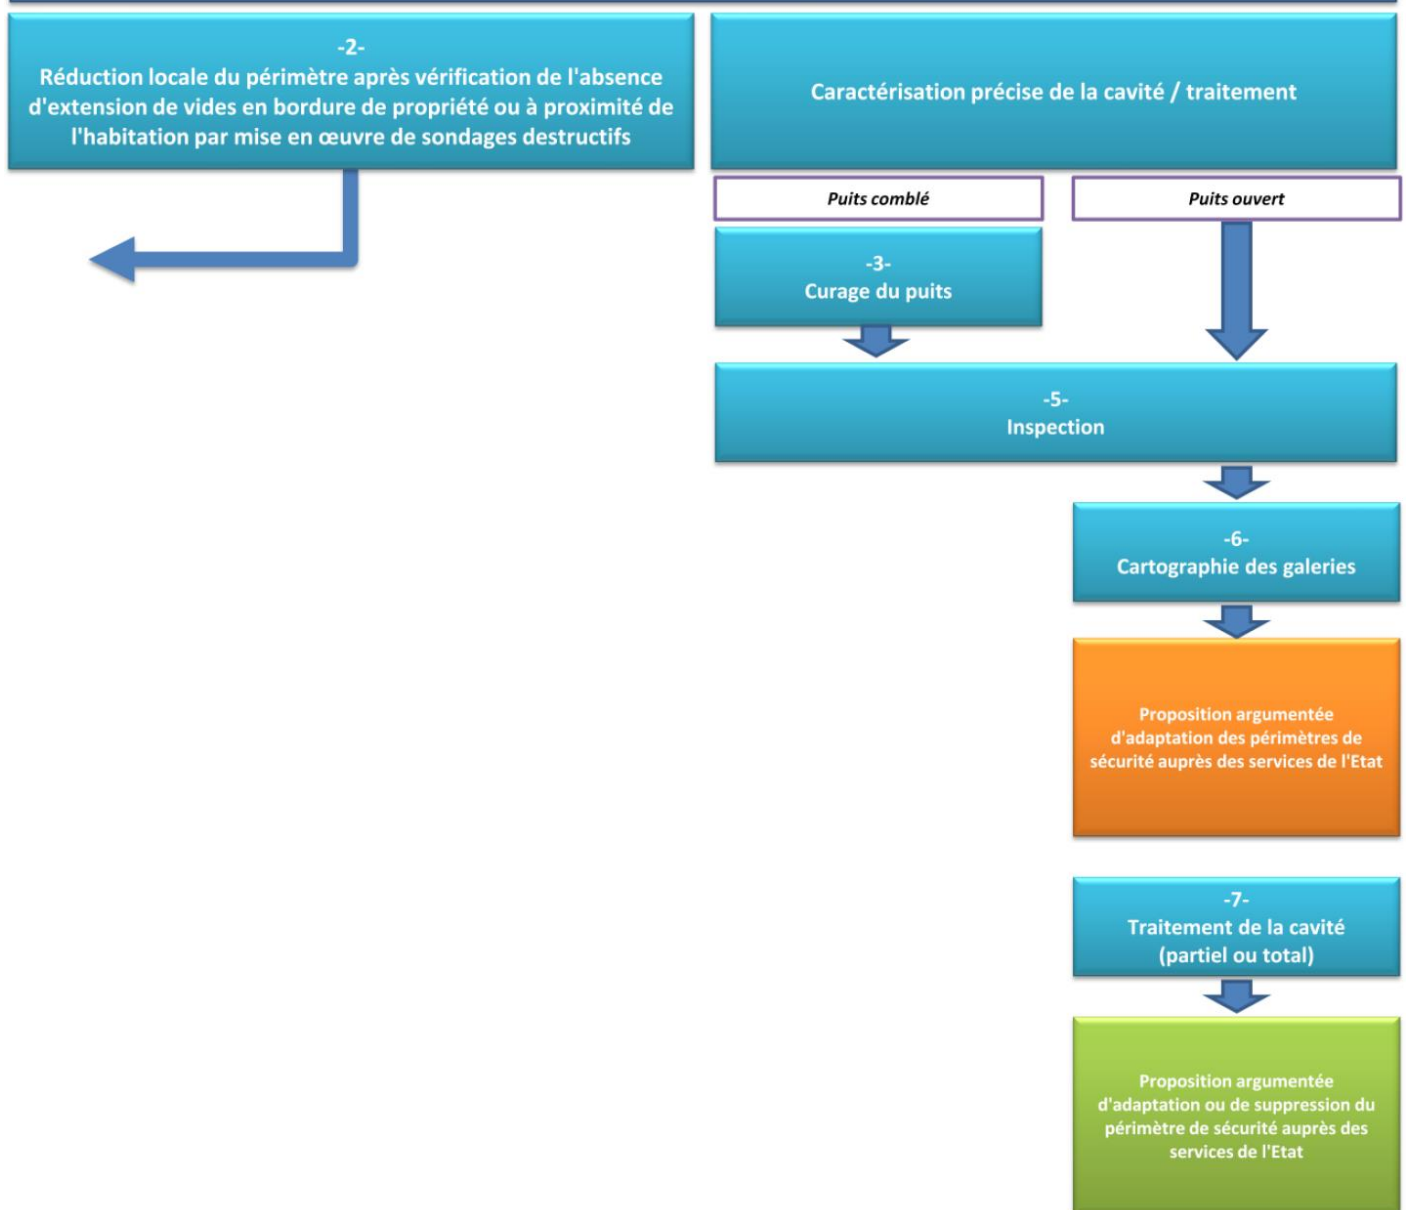 -2-
Réduction locale du périmètre après vérification de l'absence
d'extension de vides en bordure de propriété ou à proximité de
l'habitation par mise en œuvre de sondages destructifs
Caractérisation précise de la cavité / traitement
Puits comblé
Puits ouvert
-3-
Curage du puits
-5-
Inspection
-6-
Cartographie des galeries
Proposition argumentée
d'adaptation des périmètres de
sécurité auprès des services de l'Etat
-7-
Traitement de la cavité
(partiel ou total)
Proposition argumentée
d'adaptation ou de suppression du
périmètre de sécurité auprès des
services de l'Etat